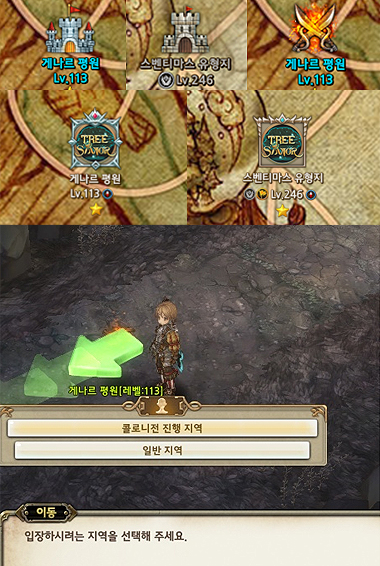 게나르 평원
Lv.113
스벤티마스 유형지
Lv.246
게나르 평원
Lv.113
TREE
OF
SAVIOR
게나르 평원
Lv.113
TREE
OF
SAVIOR
스벤티마스 유형지
Lv.246
게나르 평원[레벨:113]
콜로니전 진행 지역
일반 지역
이동
입장하시려는 지역을 선택해 주세요.